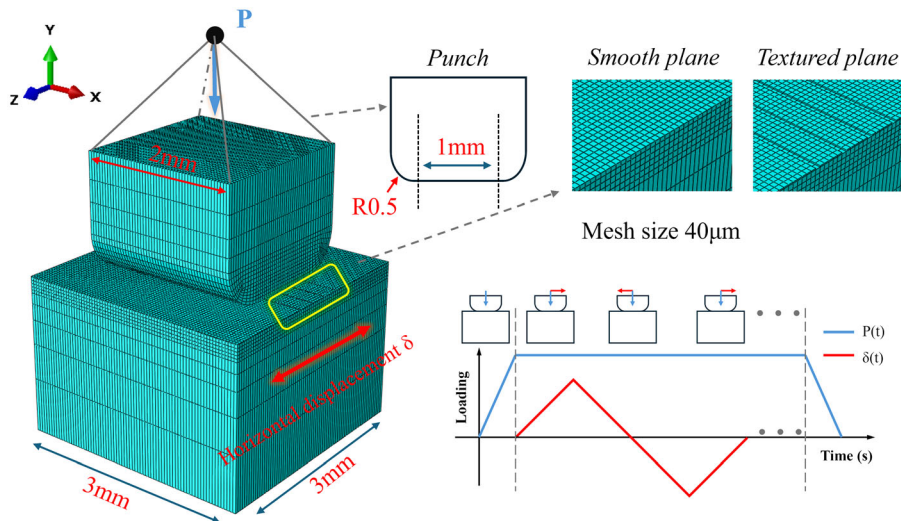 P
Y
Z
X
2mm
Horizontal displacement δ
3mm
3mm
Punch
1mm
R0.5
Smooth plane
Textured plane
Mesh size 40μm
P(t)
δ(t)
Loading
Time (s)